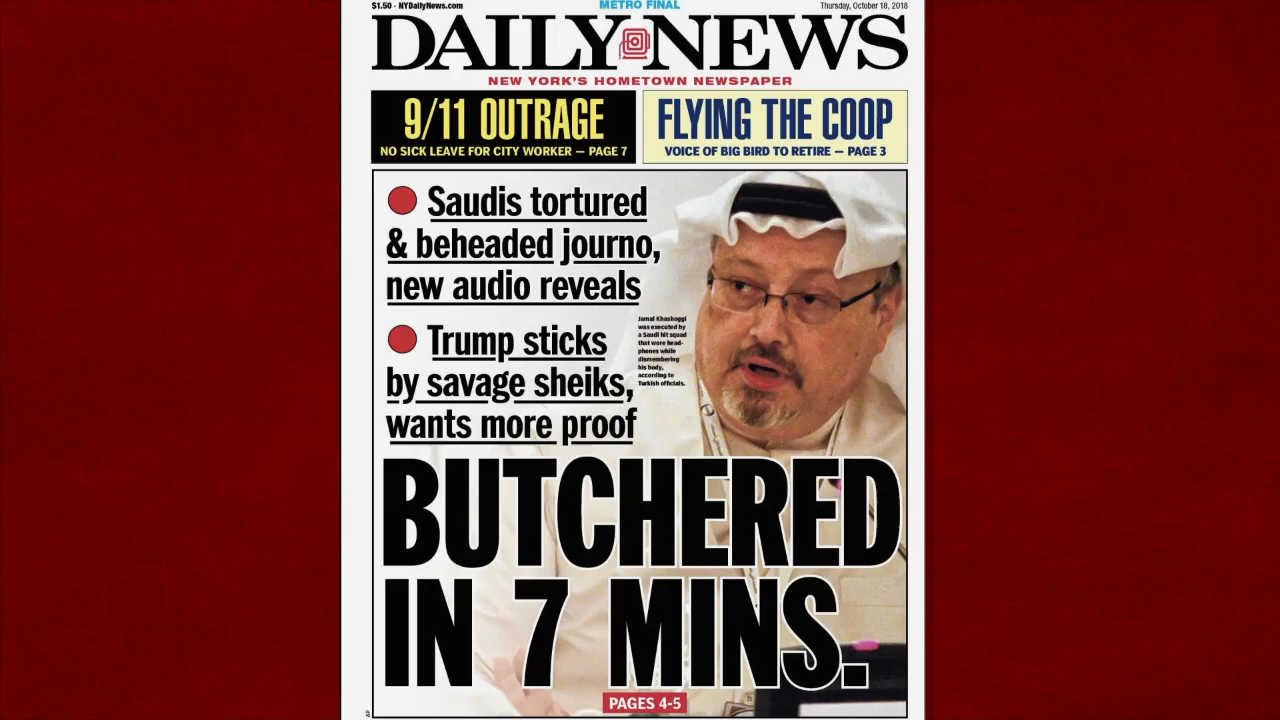 $1.50 - NYDailyNews.com
METRO FINAL
Thursday, October 18, 2018
DAILY NEWS
NEW YORK'S HOMETOWN NEWSPAPER
9/11 OUTRAGE
NO SICK LEAVE FOR CITY WORKER — PAGE 7
FLYING THE COOP
VOICE OF BIG BIRD TO RETIRE — PAGE 3
Saudis tortured
& beheaded journo,
new audio reveals
Trump sticks
by savage sheiks,
wants more proof
Jamal Khashoggi
was executed by
a Saudi hit squad
that wore head-
phones while
dismembering
his body,
according to
Turkish officials.
BUTCHERED
IN 7 MINS.
PAGES 4-5
AP